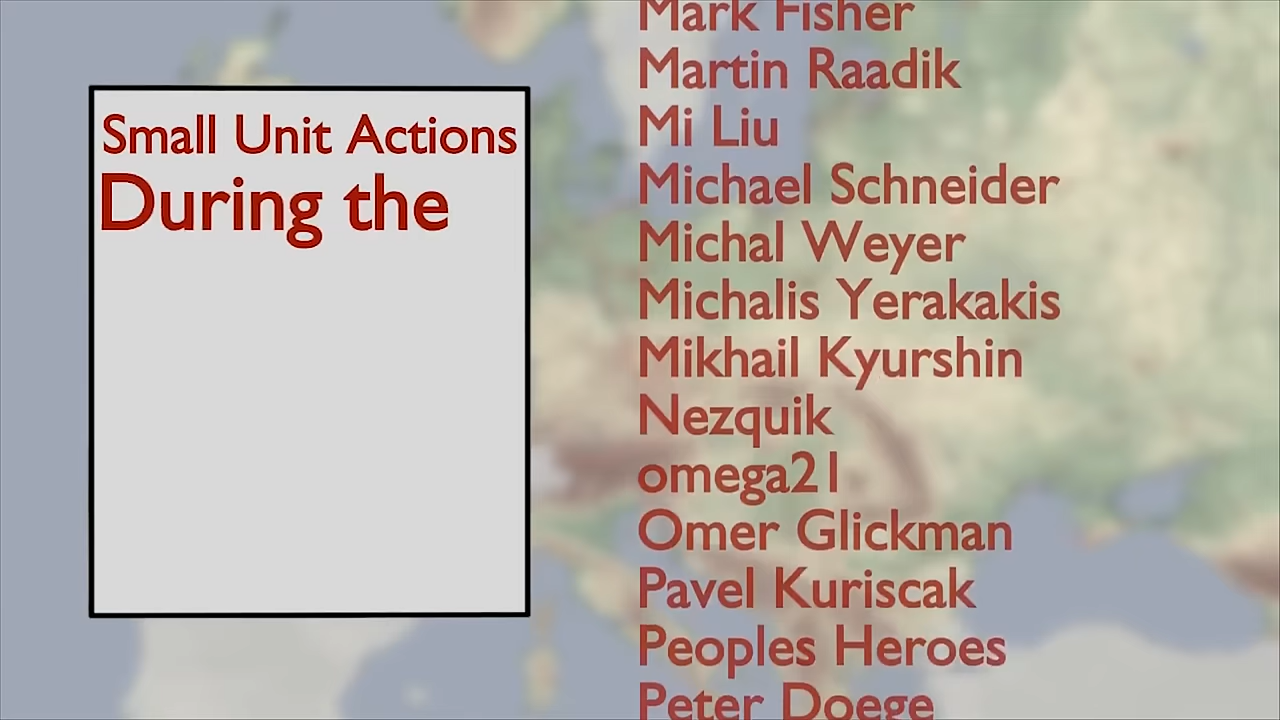 Small Unit Actions
During the
Mark Fisher
Martin Raadik
Mi Liu
Michael Schneider
Michal Weyer
Michalis Yerakakis
Mikhail Kyurshin
Nezquik
omega21
Omer Glickman
Pavel Kuriscak
Peoples Heroes
Peter Doege